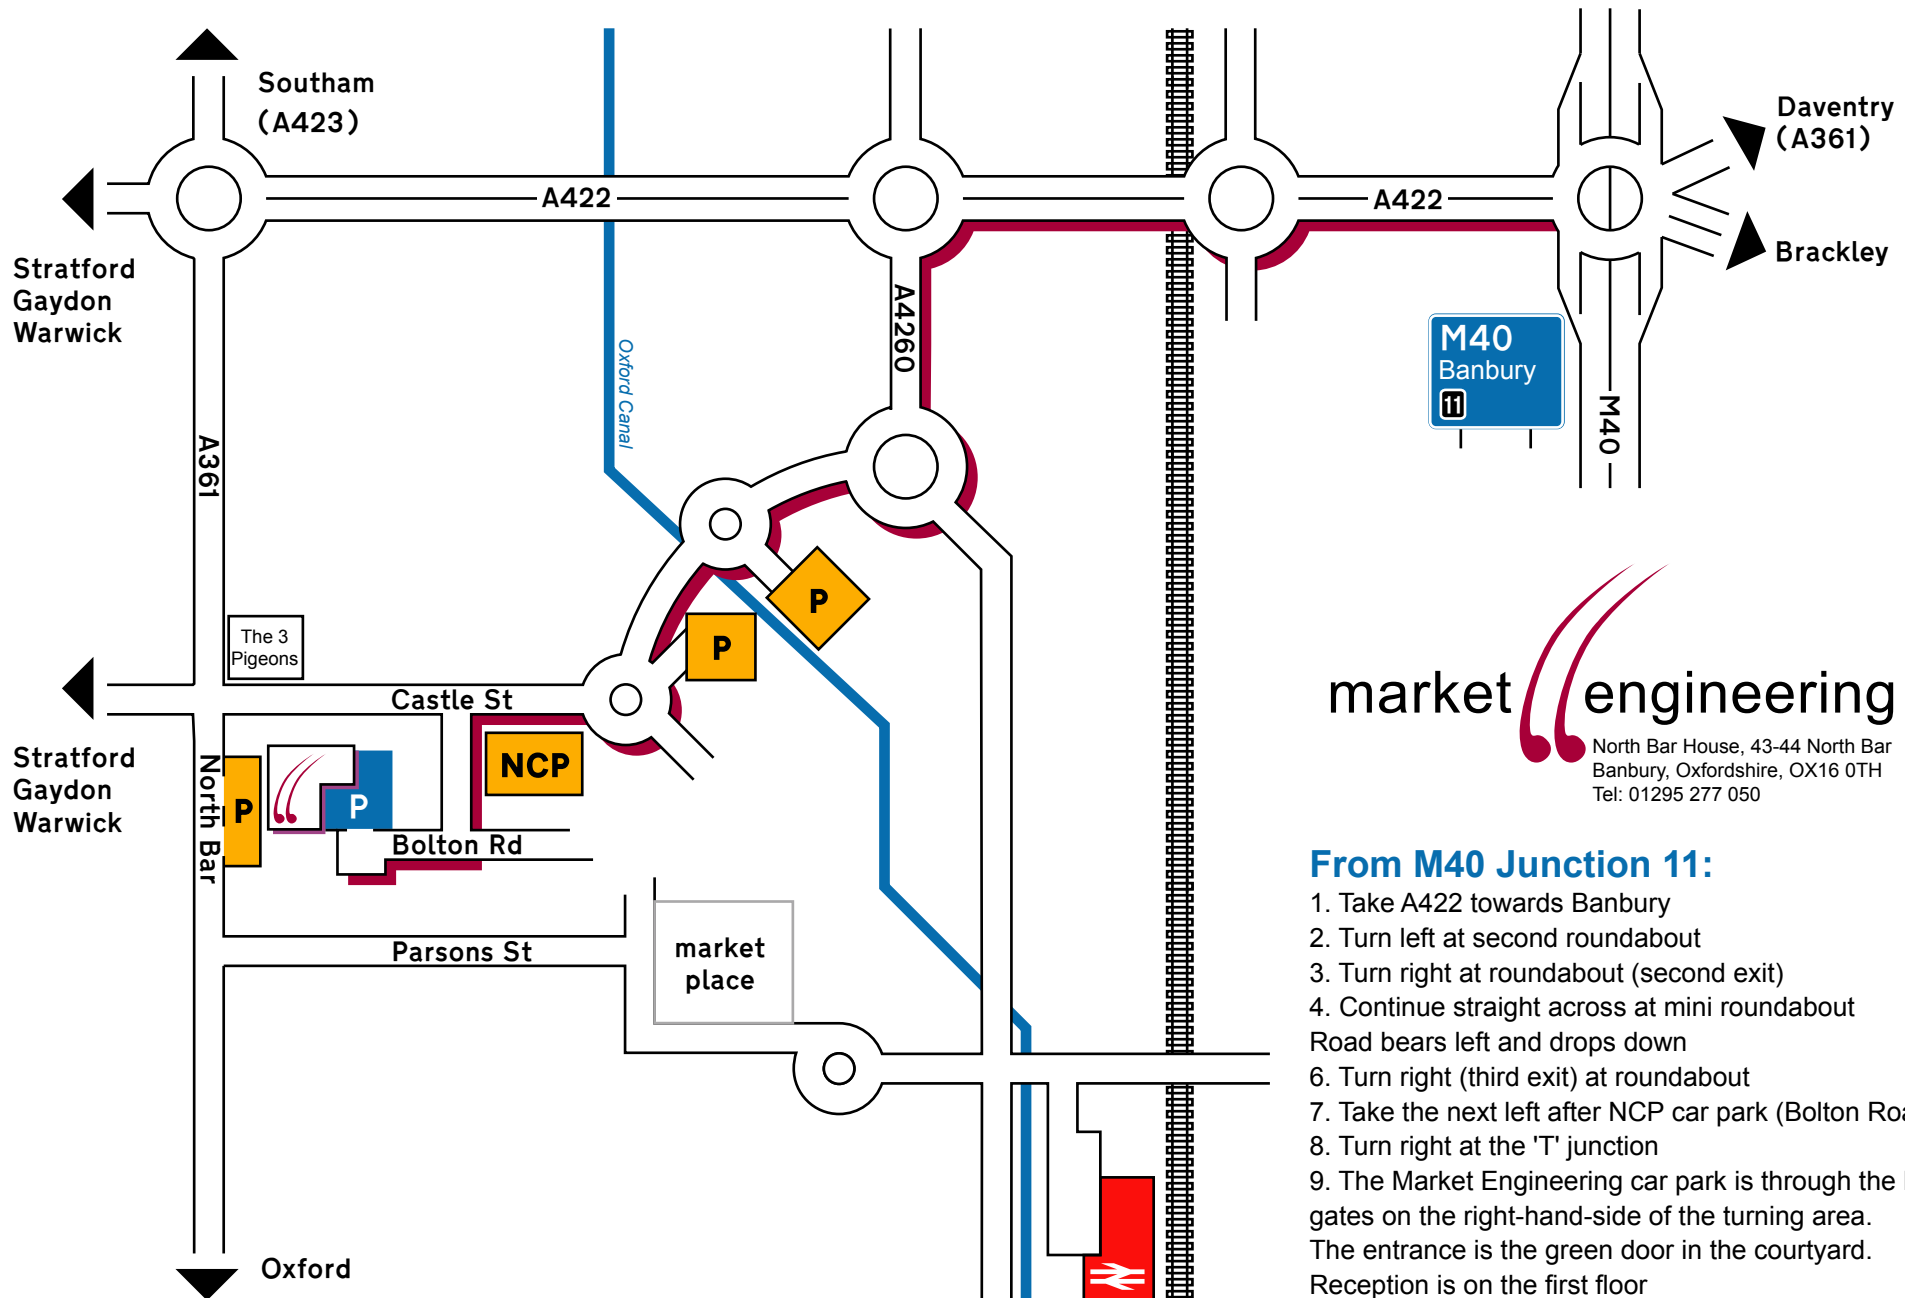 Southam
(A423)
Daventry
(A361)
A422
A422
Brackley
Stratford
Gaydon
Warwick
A4260
M40
Banbury
11
Oxford Canal
M40
A361
P
P
The 3
Pigeons
Castle St
market engineering
North Bar House, 43-44 North Bar
Banbury, Oxfordshire, OX16 0TH
Tel: 01295 277 050
Stratford
Gaydon
Warwick
North Bar
P
P
NCP
Bolton Rd
Parsons St
market
place
Oxford
From M40 Junction 11:
1. Take A422 towards Banbury
2. Turn left at second roundabout
3. Turn right at roundabout (second exit)
4. Continue straight across at mini roundabout
Road bears left and drops down
6. Turn right (third exit) at roundabout
7. Take the next left after NCP car park (Bolton
8. Turn right at the 'T' junction
9. The Market Engineering car park is through the
gates on the right-hand-side of the turning area.
The entrance is the green door in the courtyard.
Reception is on the first floor